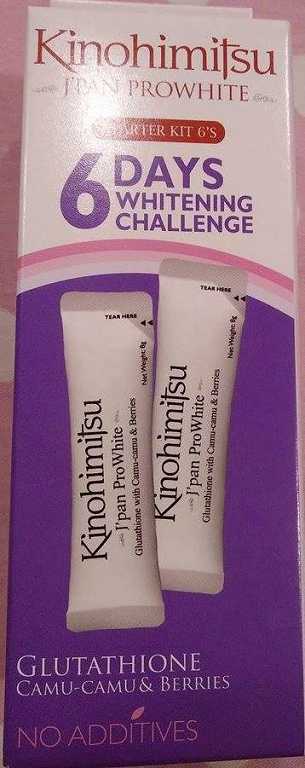 Kinohimitsu
J'PAN PROWHITE
STARTER KIT 6'S
6 DAYS
WHITENING
CHALLENGE
TEAR HERE
Net Weight: 8g
Kinohimitsu
J'pan ProWhite
Glutathione with Camu-camu & Berries
TEAR HERE
Net Weight: 8g
Kinohimitsu
J'pan ProWhite
Glutathione with Camu-camu & Berries
GLUTATHIONE
CAMU-CAMU & BERRIES
NO ADDITIVES